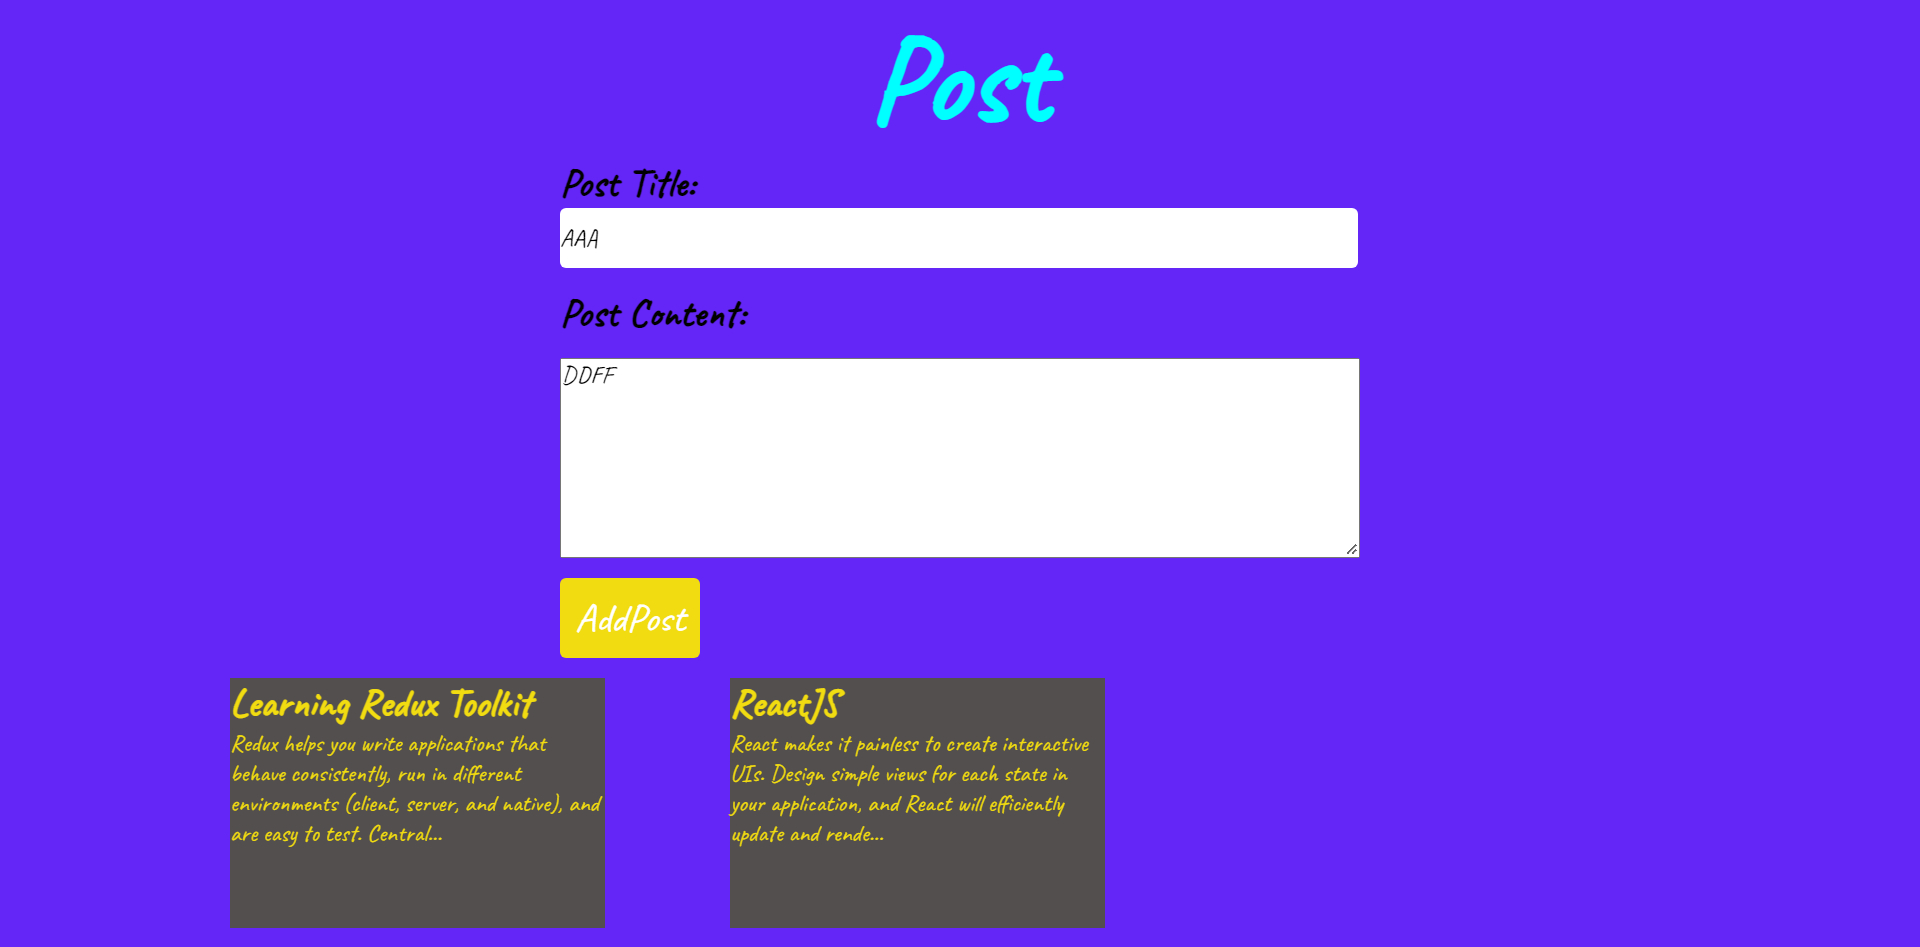 Post
Post Title:
AAA
Post Content:
DDFF
AddPost
Learning Redux Toolkit
Redux helps you write applications that
behave consistently, run in different
environments (client, server, and native), and
are easy to test. Central...
ReactJS
React makes it painless to create interactive
UIs. Design simple views for each state in
your application, and React will efficiently
update and rende...